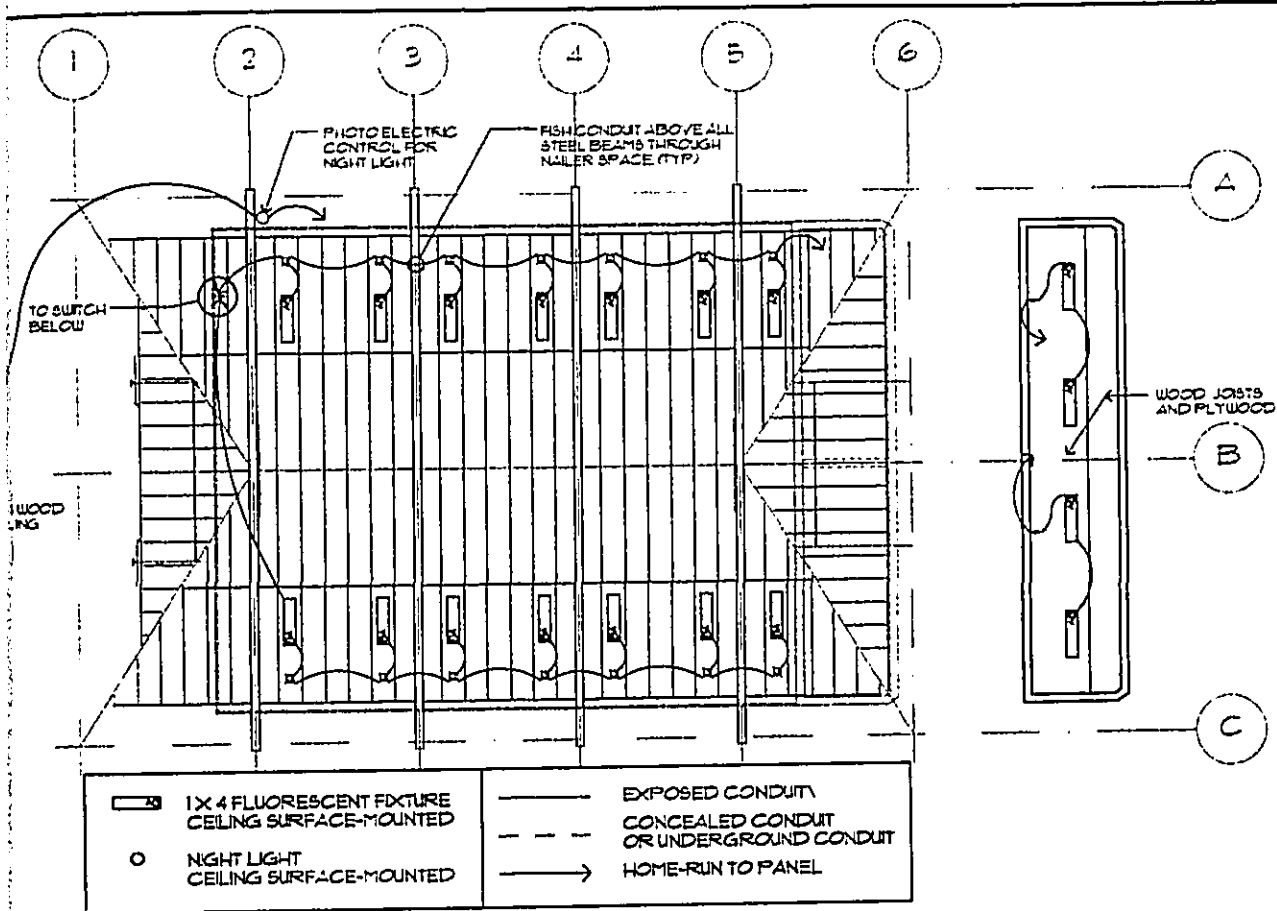 1
2
3
4
5
6
PHOTO ELECTRIC
CONTROL FOR
NIGHT LIGHT
FISH CONDUIT ABOVE ALL
STEEL BEAMS THROUGH
NAILER SPACE (TYP)
A
TO SWITCH
BELOW
WOOD JOISTS
AND PLYWOOD
B
WOOD
C
1 X 4 FLUORESCENT FIXTURE
CEILING SURFACE-MOUNTED
NIGHT LIGHT
CEILING SURFACE-MOUNTED
EXPOSED CONDUIT
CONCEALED CONDUIT
OR UNDERGROUND CONDUIT
HOME-RUN TO PANEL